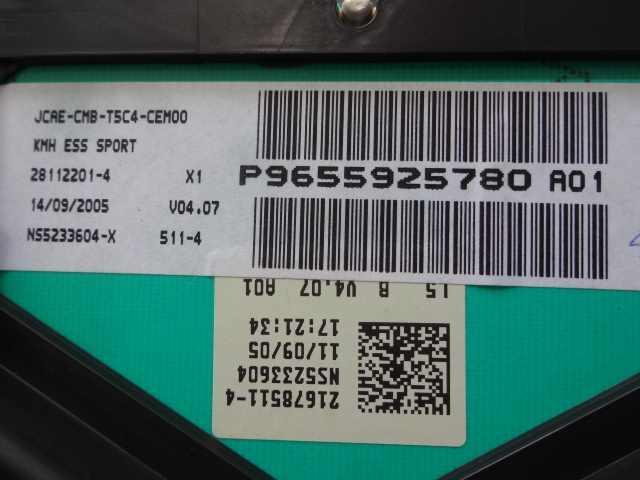 JCAE-CMB-T5C4-CEM00
KMH ESS SPORT
28112201-4 X1
14/09/2005 V04.07
NS5233604-X 511-4
P9655925780 A01
21678511-4
NS5233604
11/09/05
17:21:34
L5 B V4.07 A01